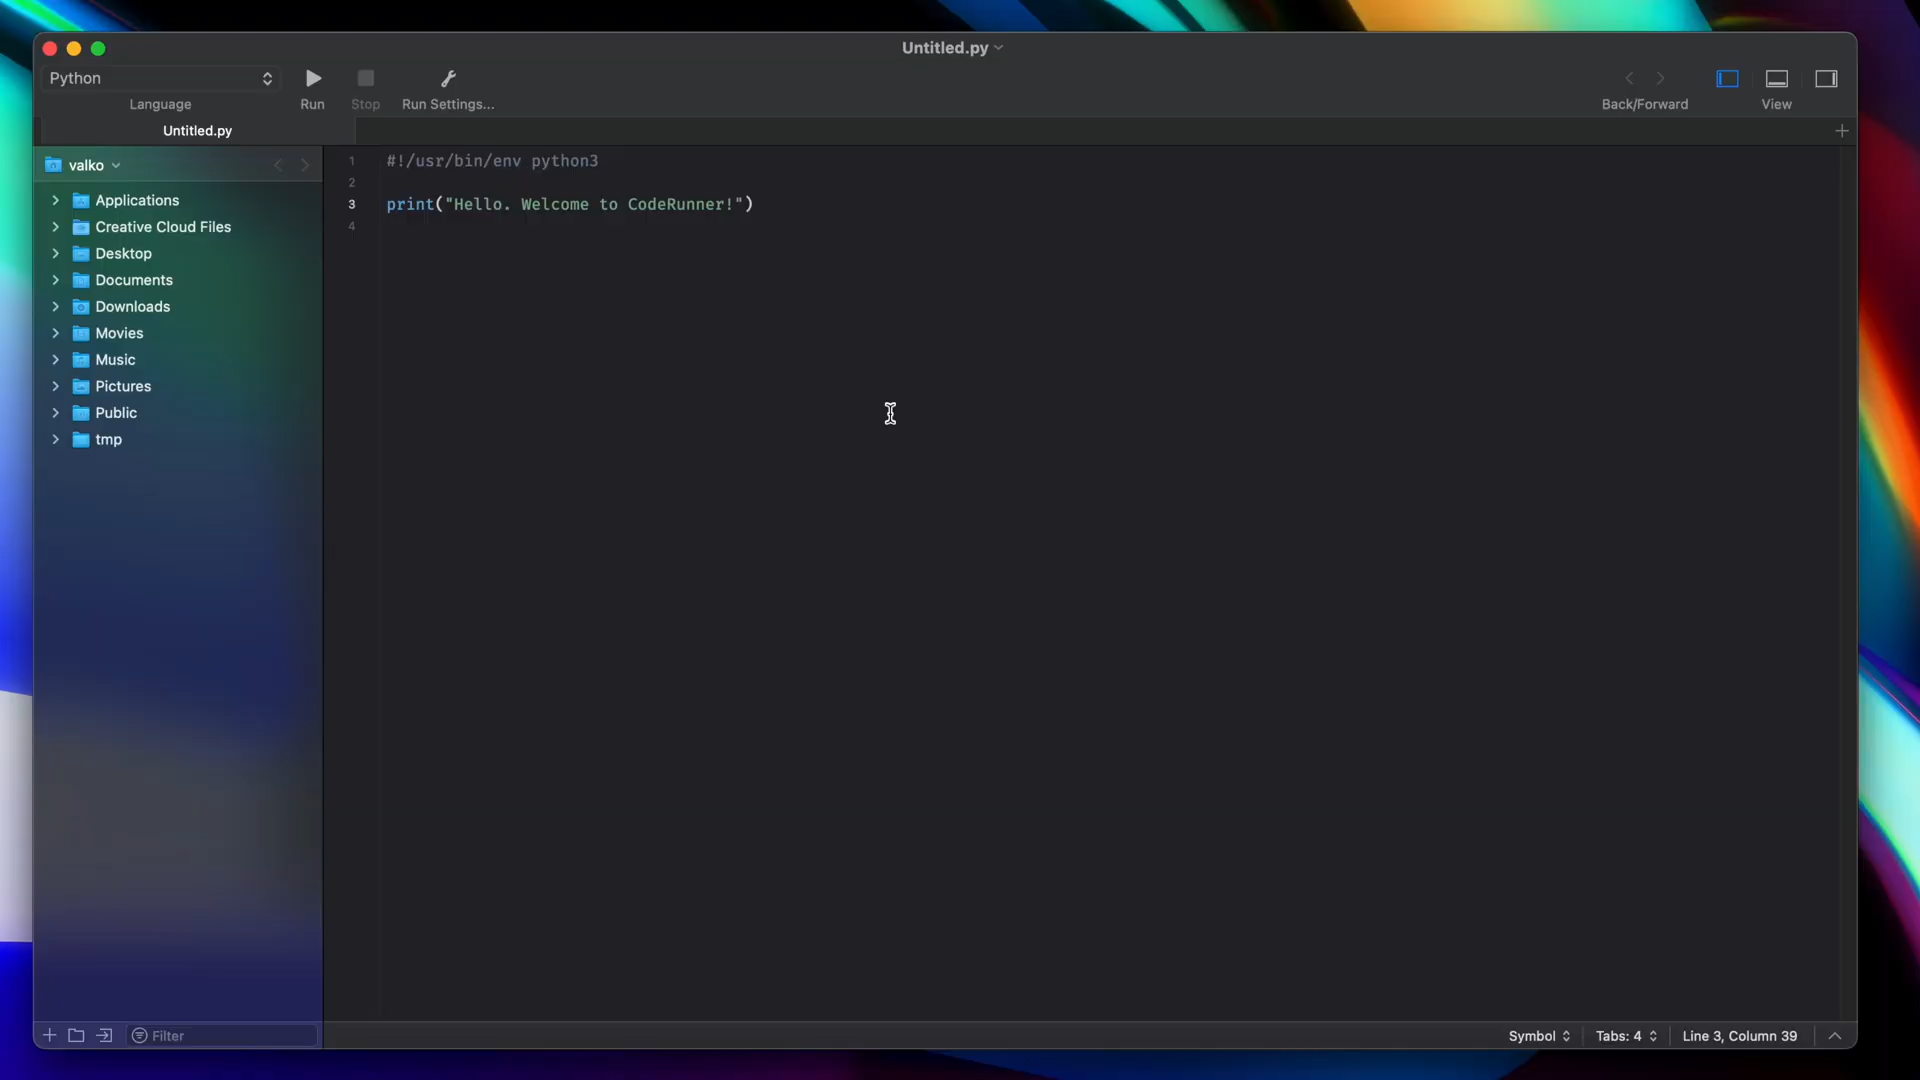 Untitled.py
Python
Language
Run
Stop
Run Settings...
Back/Forward
View
Untitled.py
valko
Applications
Creative Cloud Files
Desktop
Documents
Downloads
Movies
Music
Pictures
Public
tmp
1 #!/usr/bin/env python3
2
3 print("Hello. Welcome to CodeRunner!")
4
Filter
Symbol
Tabs: 4
Line 3, Column 39